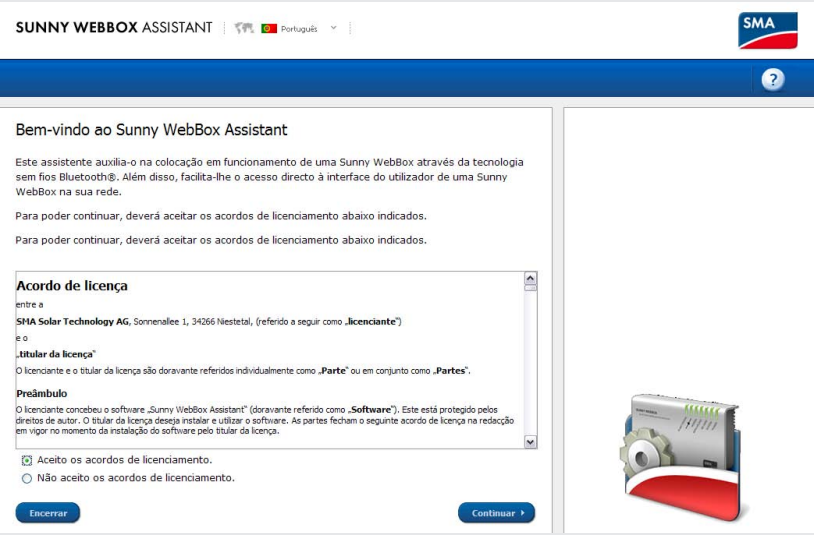 SUNNY WEBBOX ASSISTANT
Português
SMA
?
Bem-vindo ao Sunny WebBox Assistant
Este assistente auxilia-o na colocação em funcionamento de uma Sunny WebBox através da tecnologia
sem fios Bluetooth®. Além disso, facilita-lhe o acesso directo à interface do utilizador de uma Sunny
WebBox na sua rede.
Para poder continuar, deverá aceitar os acordos de licenciamento abaixo indicados.
Para poder continuar, deverá aceitar os acordos de licenciamento abaixo indicados.
Acordo de licença
entre a
SMA Solar Technology AG, Sonnenallee 1, 34266 Niestetal, (referido a seguir como „licenciante“)
e o
„titular da licença“
O licenciante e o titular da licença são doravante referidos individualmente como „Parte“ ou em conjunto como „Partes“.
Preâmbulo
O licenciante concebeu o software „Sunny WebBox Assistant“ (doravante referido como „Software“). Este está protegido pelos
direitos de autor. O titular da licença deseja instalar e utilizar o software. As partes fecham o seguinte acordo de licença na redacção
em vigor no momento da instalação do software pelo titular da licença.
Aceito os acordos de licenciamento.
Não aceito os acordos de licenciamento.
Encerrar
Continuar